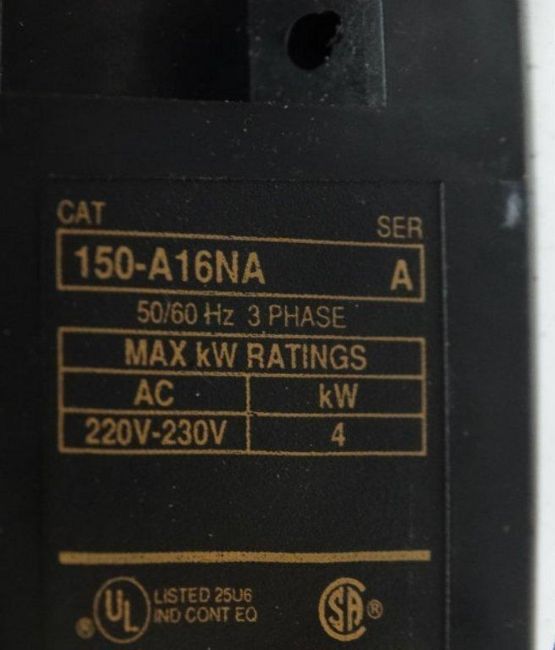 CAT
SER
150-A16NA A
50/60 Hz 3 PHASE
MAX kW RATINGS
AC kW
220V-230V 4
® UL LISTED 25U6
IND CONT EQ
SA ®